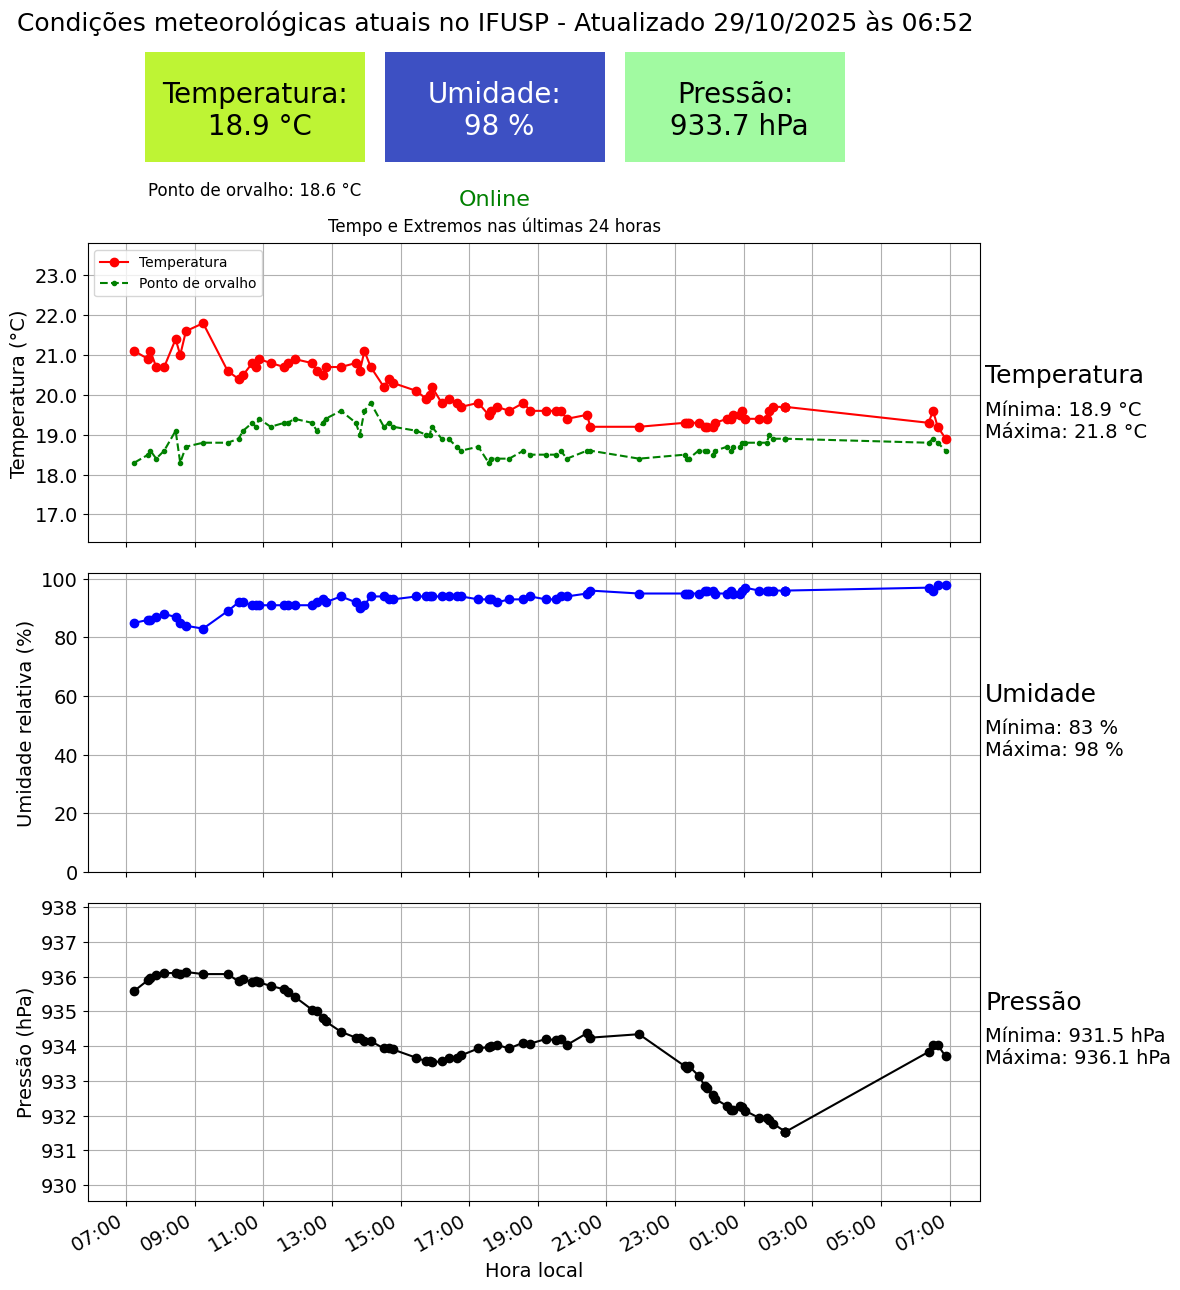 Condições meteorológicas atuais no IFUSP - Atualizado 29/10/2025 às 06:52
Temperatura:
18.9 °C
Umidade:
98 %
Pressão:
933.7 hPa
Ponto de orvalho: 18.6 °C
Online
Tempo e Extremos nas últimas 24 horas
Temperatura
Ponto de orvalho
Temperatura (°C)
23.0
22.0
21.0
20.0
19.0
18.0
17.0
Temperatura
Mínima: 18.9 °C
Máxima: 21.8 °C
Umidade relativa (%)
100
80
60
40
20
0
Umidade
Mínima: 83 %
Máxima: 98 %
Pressão (hPa)
938
937
936
935
934
933
932
931
930
Pressão
Mínima: 931.5 hPa
Máxima: 936.1 hPa
07:00
09:00
11:00
13:00
15:00
17:00
19:00
21:00
23:00
01:00
03:00
05:00
07:00
Hora local